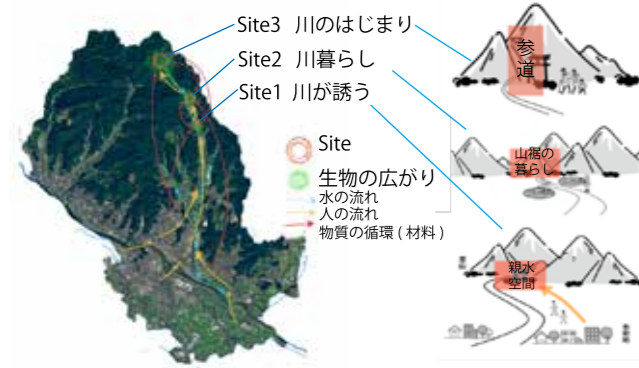 Site3 川のはじまり
Site2 川暮らし
Site1 川が誘う
Site
生物の広がり
水の流れ
人の流れ
物質の循環 ( 材料 )
参道
山裾の
暮らし
親水
空間